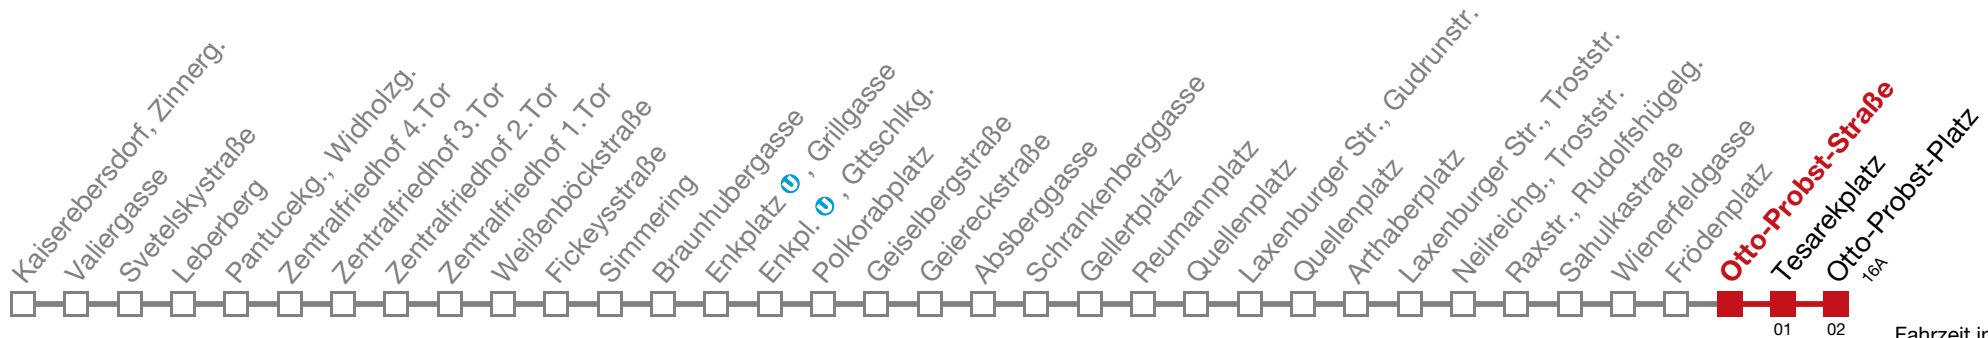 Kaiserebersdorf, Zinnerg.
Valiergasse
Svetelskystraße
Leberberg
Pantucekg., Widholzg.
Zentralfriedhof 4.Tor
Zentralfriedhof 3.Tor
Zentralfriedhof 2.Tor
Zentralfriedhof 1.Tor
Weißenböckstraße
Fickeysstraße
Simmering
Braunhubergasse
Enkplatz U, Grillgasse
Enkpl. U, Gttschlkg.
Polkorabplatz
Geiselbergstraße
Geiereckstraße
Absberggasse
Schrankenberggasse
Gellertplatz
Reumannplatz
Quellenplatz
Laxenburger Str., Gudrunstr.
Quellenplatz
Arthaberplatz
Laxenburger Str., Troststr.
Neilreichg., Troststr.
Raxstr., Rudolfshügelg.
Sahulkastraße
Wienerfeldgasse
Frödenplatz
Otto-Probst-Straße
Tesarekplatz
Otto-Probst-Platz
16A
01
02
Fahrzeit in